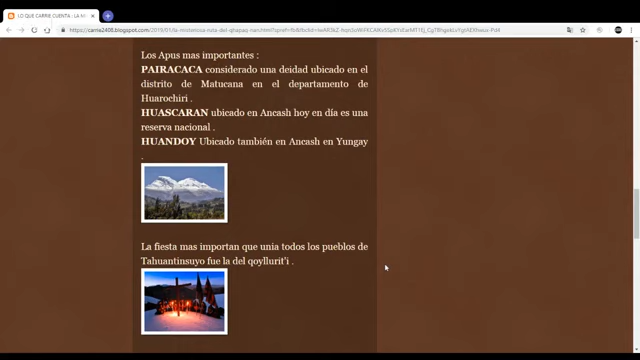 LO QUE CARRIE CUENTA : LA M
Los Apus mas importantes :
PAIRACACA considerado una deidad ubicado en el
distrito de Matucana en el departamento de
Huarochiri .
HUASCARAN ubicado en Ancash hoy en día es una
reserva nacional .
HUANDOY Ubicado también en Ancash en Yungay
.
La fiesta mas importan que unia todos los pueblos de
Tahuantinsuyo fue la del qoyllurit'i .